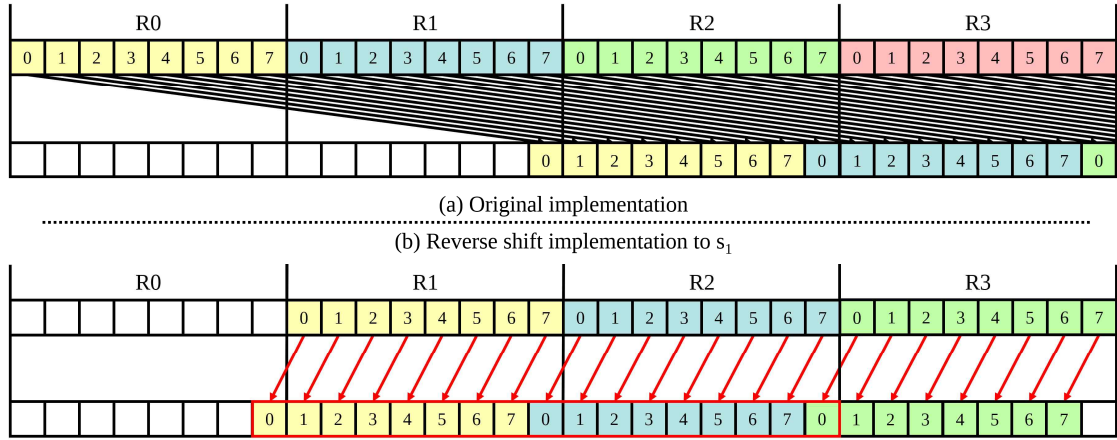 R0 R1 R2 R3
0 1 2 3 4 5 6 7 0 1 2 3 4 5 6 7 0 1 2 3 4 5 6 7 0 1 2 3 4 5 6 7
0 1 2 3 4 5 6 7 0 1 2 3 4 5 6 7 0
(a) Original implementation
(b) Reverse shift implementation to s₁
R0 R1 R2 R3
0 1 2 3 4 5 6 7 0 1 2 3 4 5 6 7 0 1 2 3 4 5 6 7
0 1 2 3 4 5 6 7 0 1 2 3 4 5 6 7 0 1 2 3 4 5 6 7